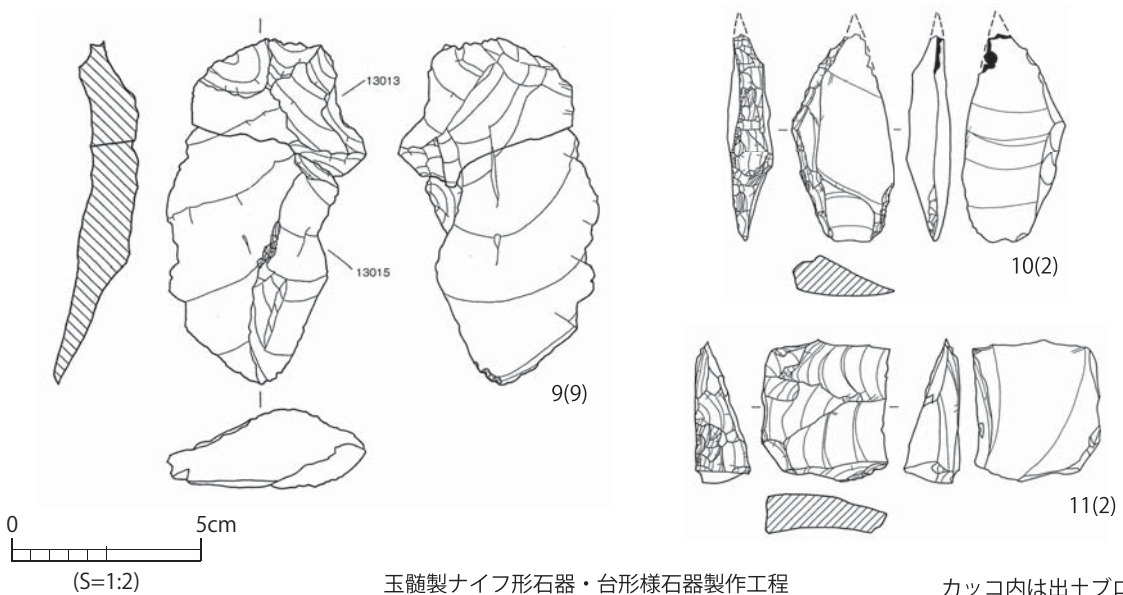 13013
13015
9(9)
10(2)
11(2)
0 5cm
(S=1:2)
玉髄製ナイフ形石器・台形様石器製作工程
カッコ内は出土ブロ